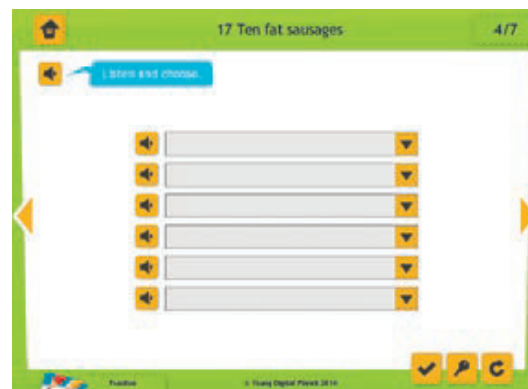 17 Ten fat sausages
4/7
Listen and choose.
© Young Digital Planet 2014